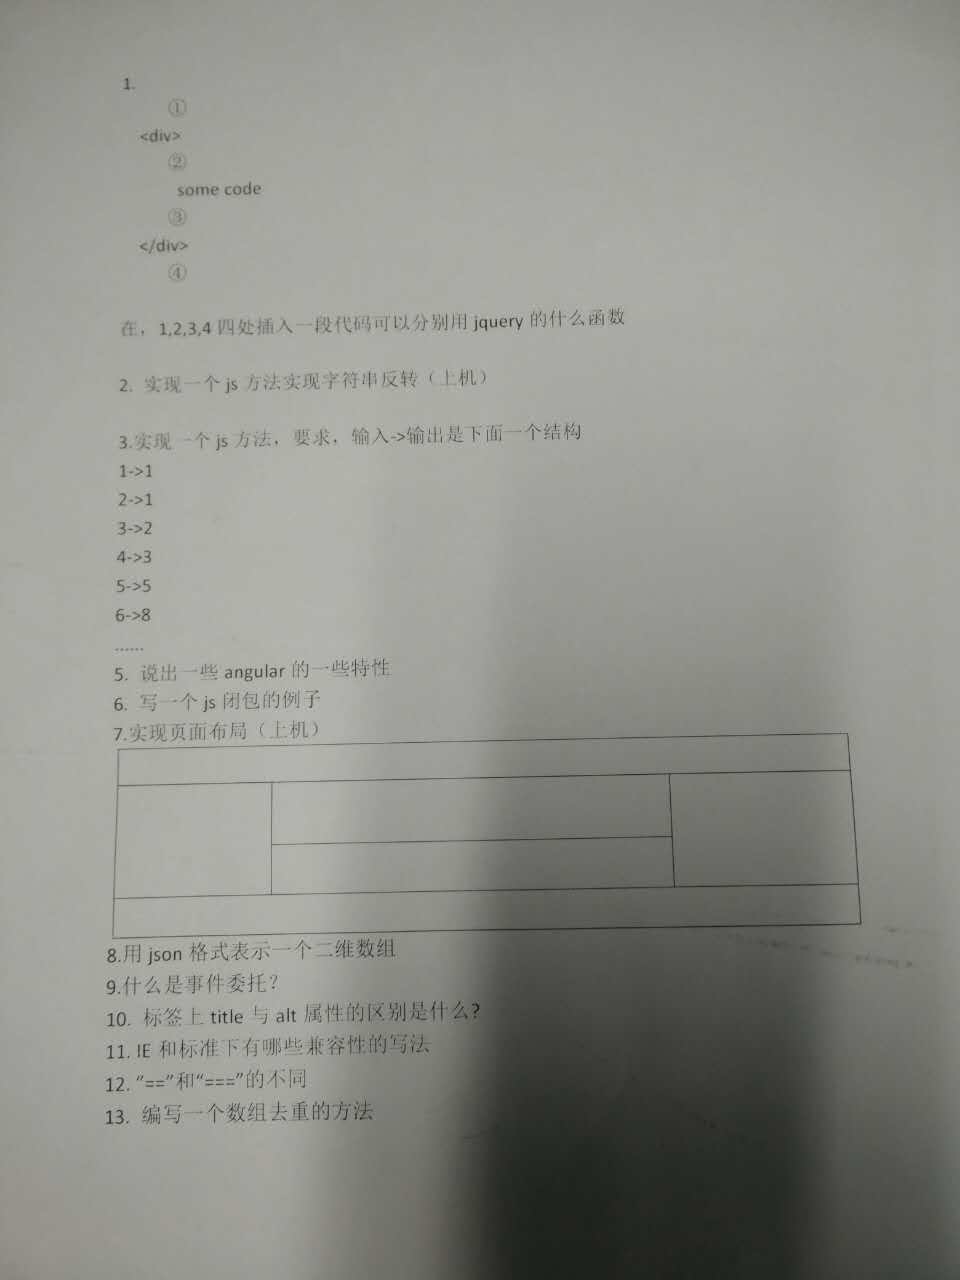 1.
①
<div>
②
some code
③
</div>
④
在，1,2,3,4 四处插入一段代码可以分别用 jquery 的什么函数
2. 实现一个 js 方法实现字符串反转（上机）
3.实现一个 js 方法，要求，输入->输出是下面一个结构
1->1
2->1
3->2
4->3
5->5
6->8
......
5. 说出一些 angular 的一些特性
6. 写一个 js 闭包的例子
7.实现页面布局（上机）
8.用 json 格式表示一个二维数组
9.什么是事件委托？
10. 标签上 title 与 alt 属性的区别是什么?
11. IE 和标准下有哪些兼容性的写法
12. ”==”和“===”的不同
13. 编写一个数组去重的方法